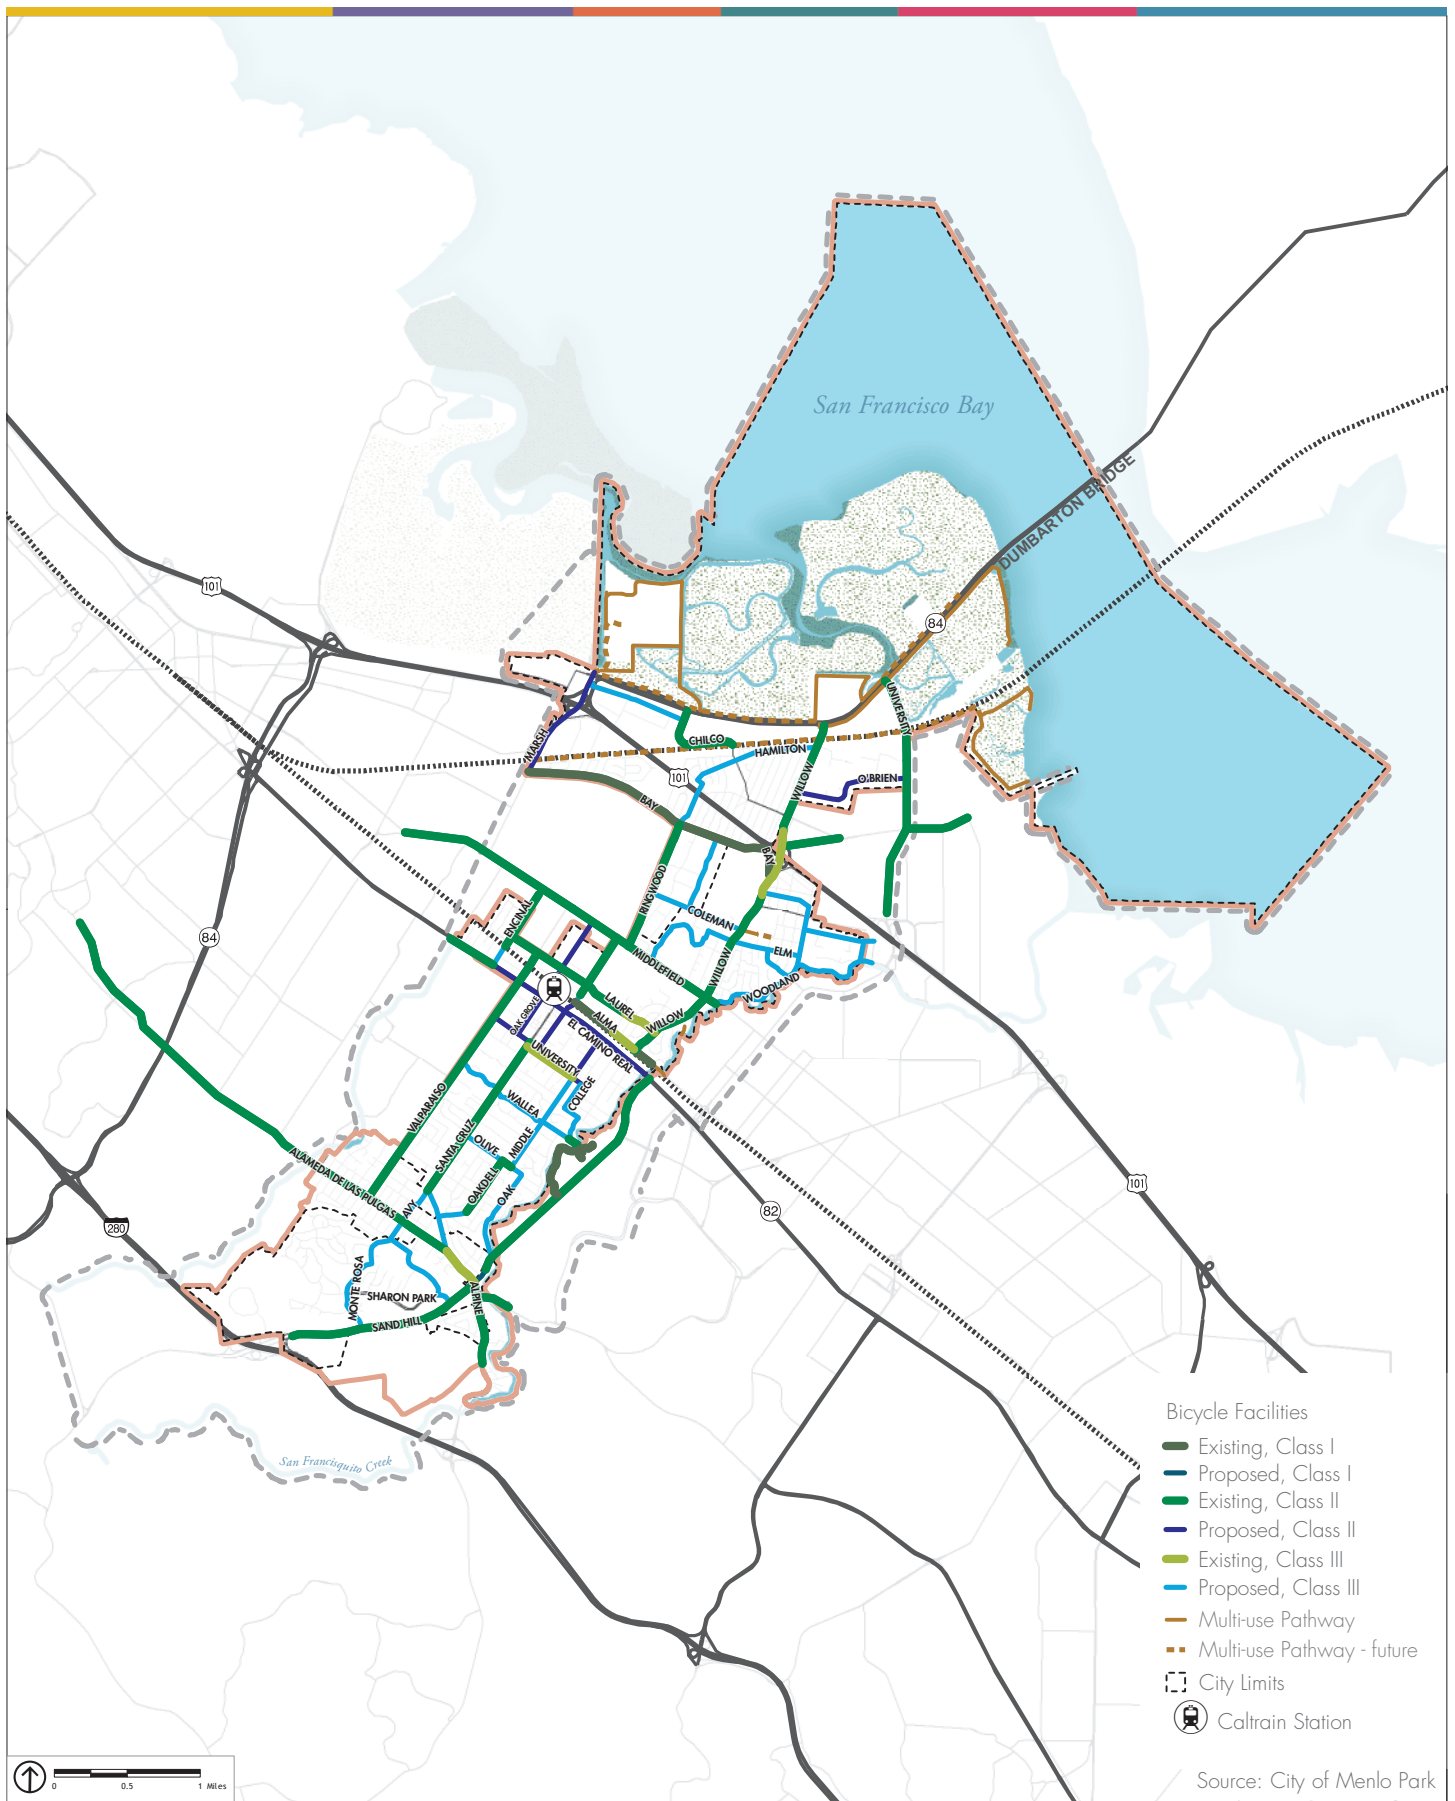 San Francisco Bay
DUMBARTON BRIDGE
101
84
UNIVERSITY
MARSH
CHILCO
HAMILTON
101
WILLOW
O'BRIEN
BAY
BAY
RINGWOOD
ENCINAL
COLEMAN
84
MIDDLEFIELD
ELM
WILLOW
WOODLAND
OAK GROVE
LAUREL
ALMA
WILLOW
EL CAMINO REAL
UNIVERSITY
VALPARAISO
WALLEA
COLLEGE
SANTA CRUZ
OLIVE
MIDDLE
ALAMEDA DE LAS PULGAS
OAKDELL
OAK
AVY
101
82
280
MONTE ROSA
SHARON PARK
ALPINE
SAND HILL
San Francisquito Creek
Bicycle Facilities
Existing, Class I
Proposed, Class I
Existing, Class II
Proposed, Class II
Existing, Class III
Proposed, Class III
Multi-use Pathway
Multi-use Pathway - future
City Limits
Caltrain Station
Source: City of Menlo Park
0 0.5 1 Miles